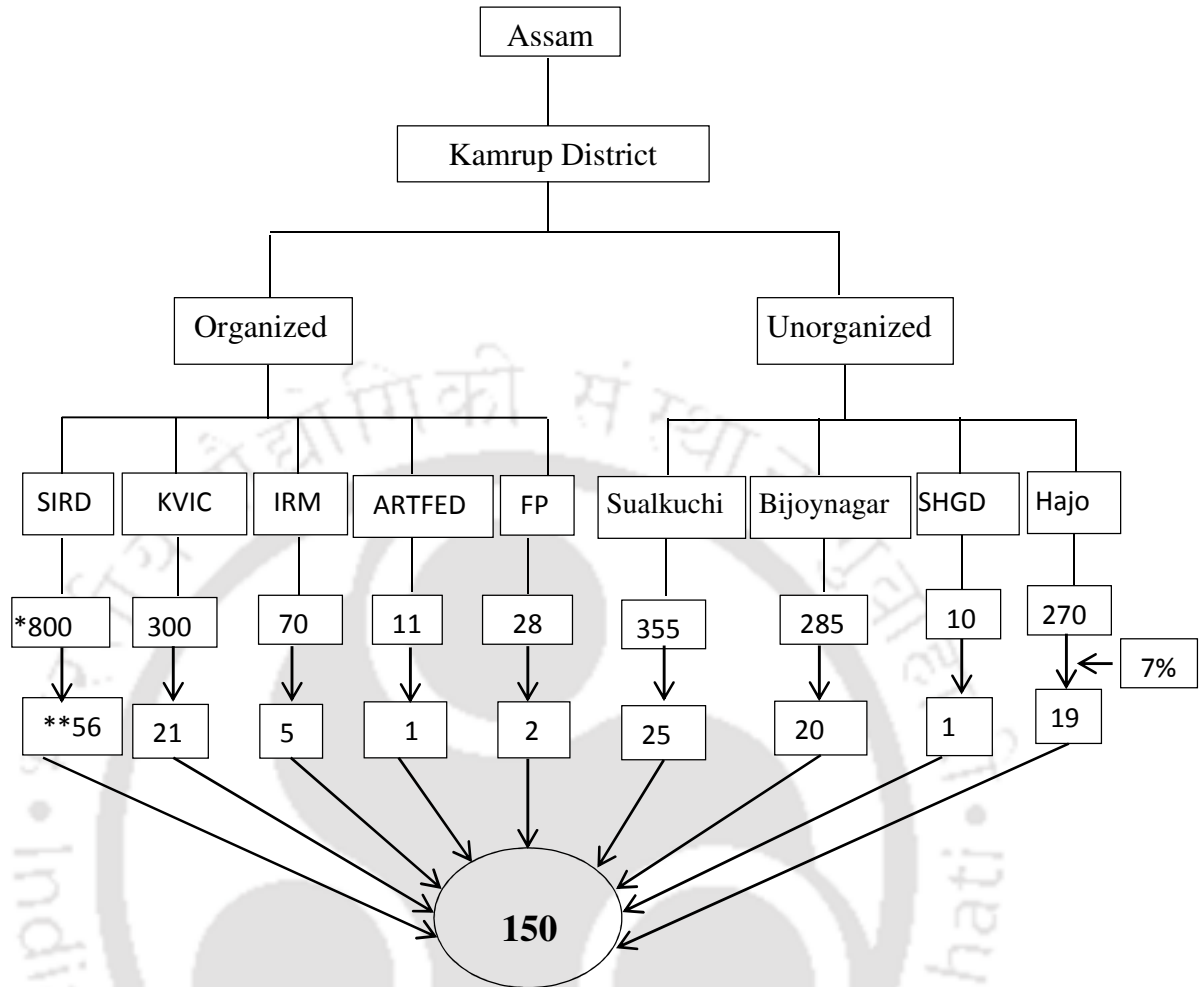 Assam
Kamrup District
Organized
Unorganized
SIRD
KVIC
IRM
ARTFED
FP
Sualkuchi
Bijoynagar
SHGD
Hajo
*800
300
70
11
28
355
285
10
270
7%
**56
21
5
1
2
25
20
1
19
150